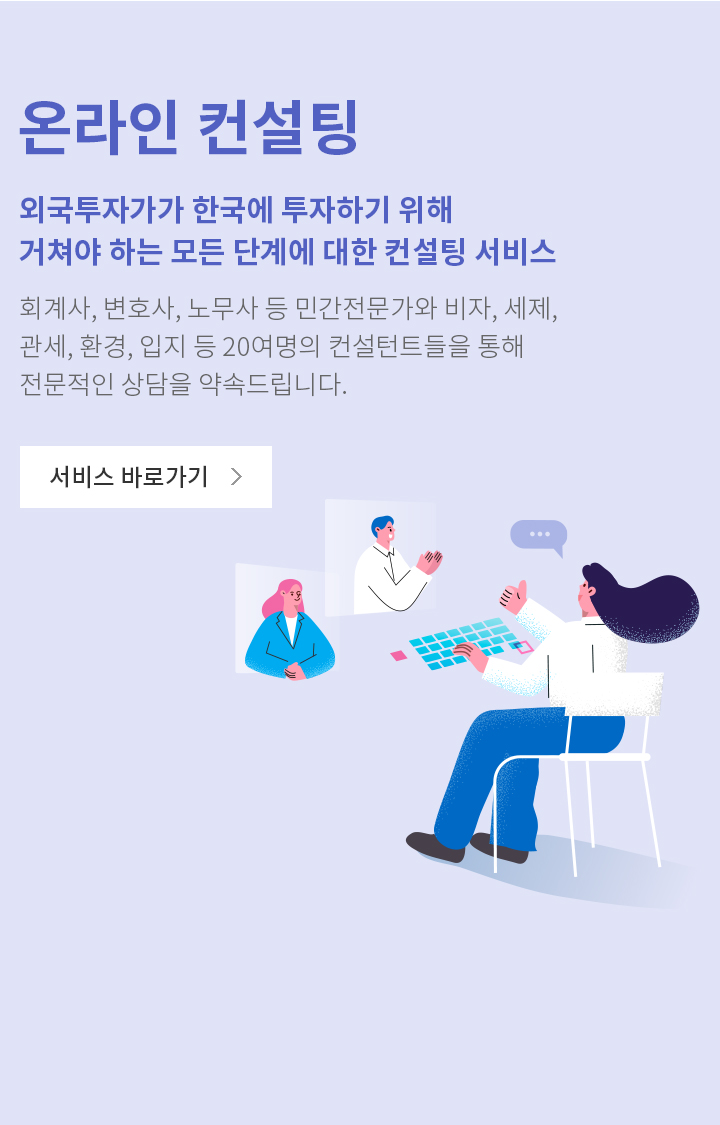 온라인 컨설팅
외국투자가가 한국에 투자하기 위해
거쳐야 하는 모든 단계에 대한 컨설팅 서비스
회계사, 변호사, 노무사 등 민간전문가와 비자, 세제,
관세, 환경, 입지 등 20여명의 컨설턴트들을 통해
전문적인 상담을 약속드립니다.
서비스 바로가기